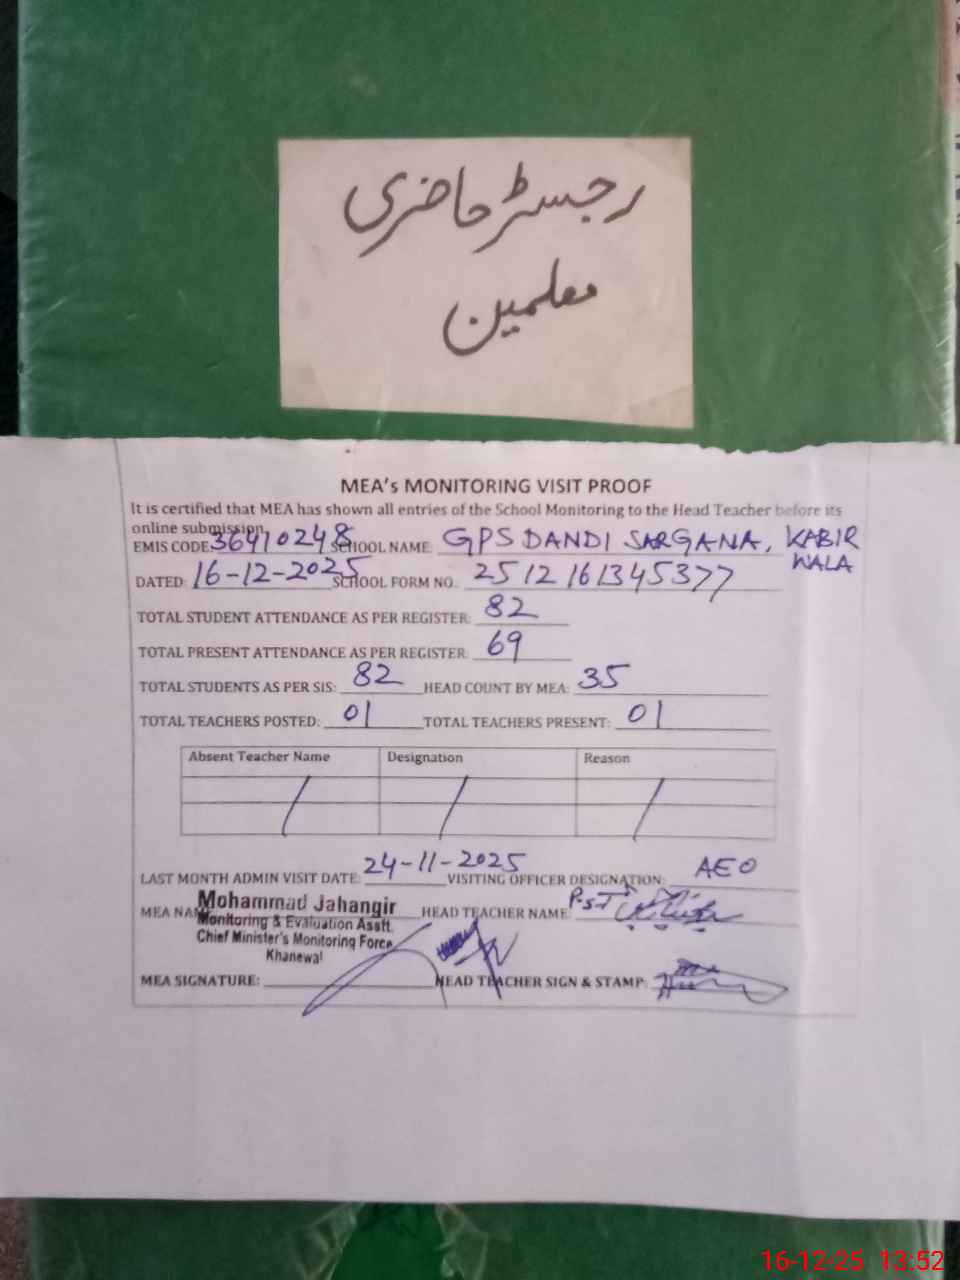 رجسٹر حاضری
معلمین
MEA's MONITORING VISIT PROOF
It is certified that MEA has shown all entries of the School Monitoring to the Head Teacher before its
online submission.
EMIS CODE: 36410248 SCHOOL NAME: GPS DANDI SARGANA, KABIR
WALA
DATED: 16-12-2025 SCHOOL FORM NO. 2512161345377
TOTAL STUDENT ATTENDANCE AS PER REGISTER: 82
TOTAL PRESENT ATTENDANCE AS PER REGISTER: 69
TOTAL STUDENTS AS PER SIS: 82 HEAD COUNT BY MEA: 35
TOTAL TEACHERS POSTED: 01 TOTAL TEACHERS PRESENT: 01
Absent Teacher Name Designation Reason
LAST MONTH ADMIN VISIT DATE: 24-11-2025 VISITING OFFICER DESIGNATION: AEO
MEA NAME Mohammad Jahangir HEAD TEACHER NAME: P.S.T
Monitoring & Evaluation Asstt.
Chief Minister's Monitoring Force
Khanewal
MEA SIGNATURE: HEAD TEACHER SIGN & STAMP:
16-12-25 13:52